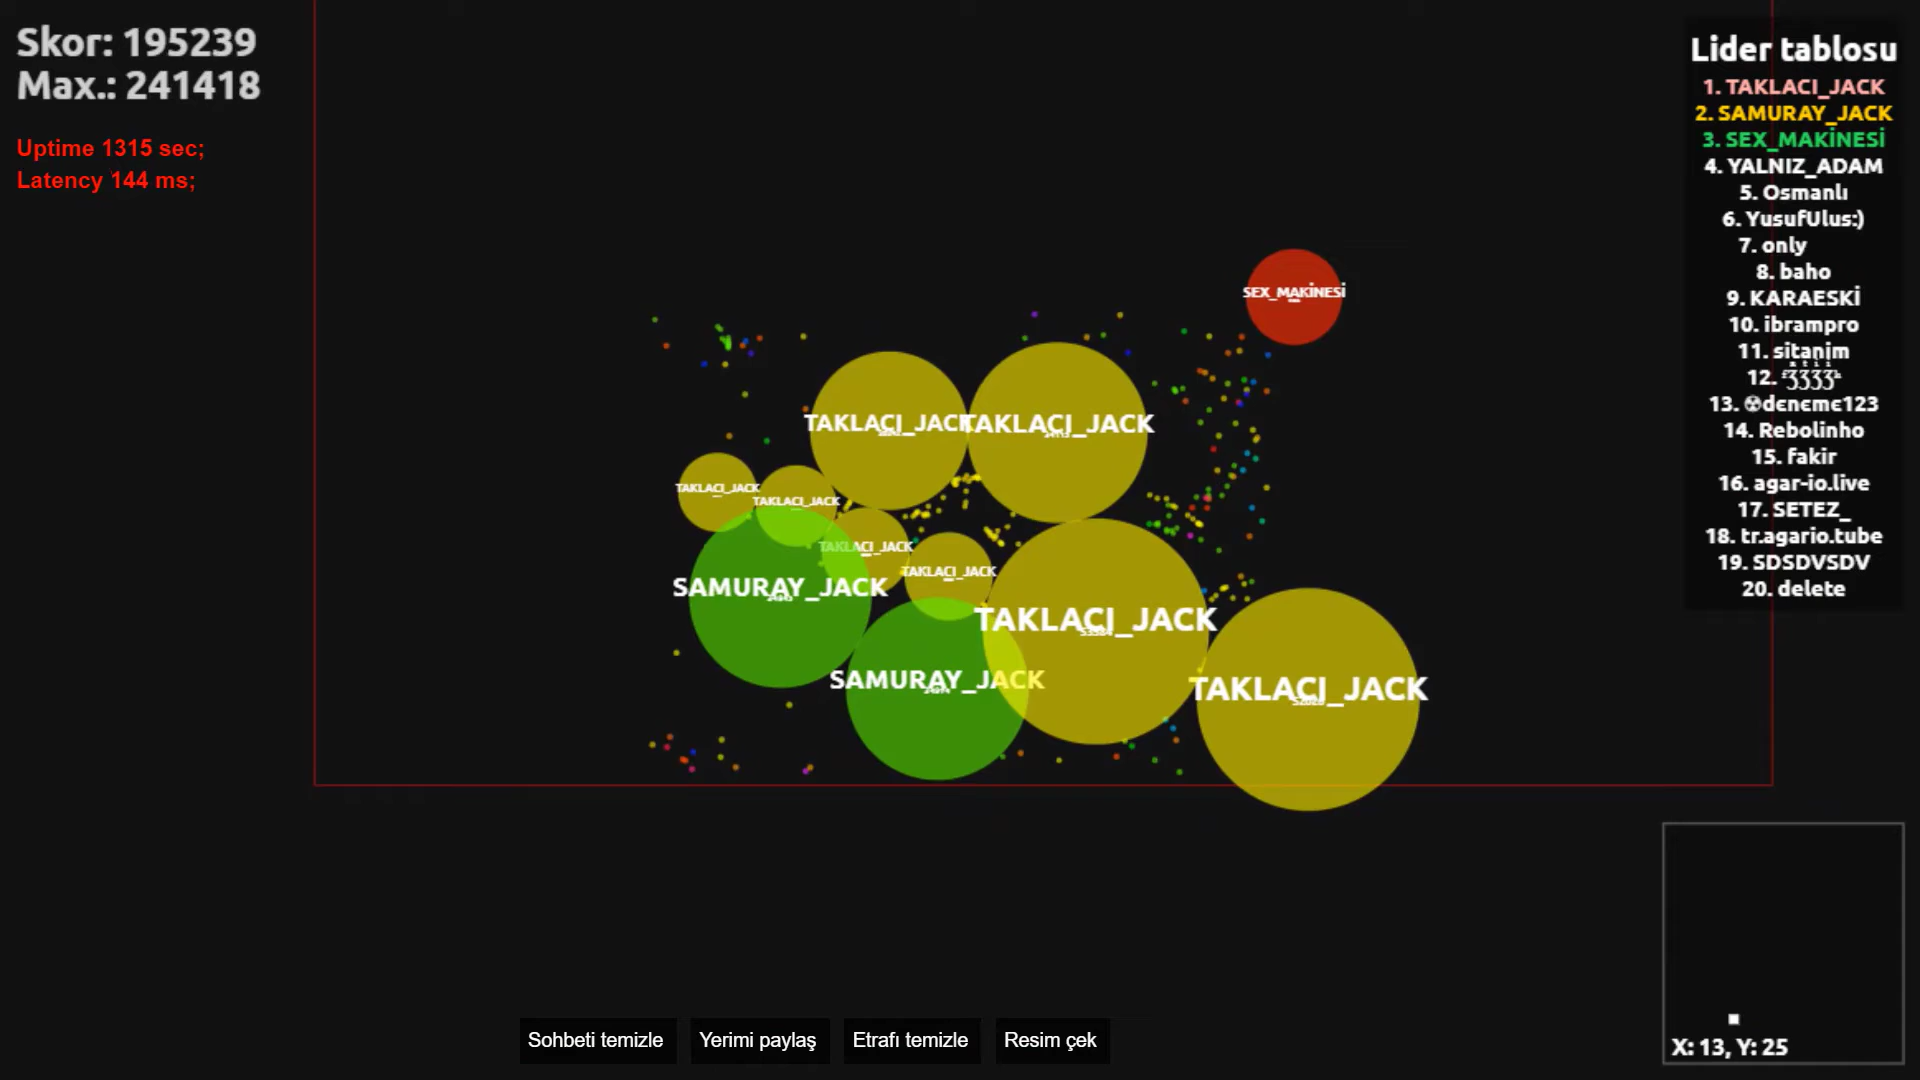 Skor: 195239
Max.: 241418
Uptime 1315 sec;
Latency 144 ms;
Lider tablosu
1. TAKLACI_JACK
2. SAMURAY_JACK
3. SEX_MAKİNESİ
4. YALNIZ_ADAM
5. Osmanlı
6. YusufUlus:)
7. only
8. baho
9. KARAESKİ
10. ibrampro
11. sitanim
12.
13. ☢dєnєmє123
14. Rebolinho
15. fakir
16. agar-io.live
17. SETEZ_
18. tr.agario.tube
19. SDSDVSDV
20. delete
SEX_MAKİNESİ
TAKLACI_JACK
TAKLACI_JACK
TAKLACI_JACK
TAKLACI_JACK
TAKLACI_JACK
TAKLACI_JACK
SAMURAY_JACK
TAKLACI_JACK
SAMURAY_JACK
TAKLACI_JACK
Sohbeti temizle
Yerimi paylaş
Etrafı temizle
Resim çek
X: 13, Y: 25